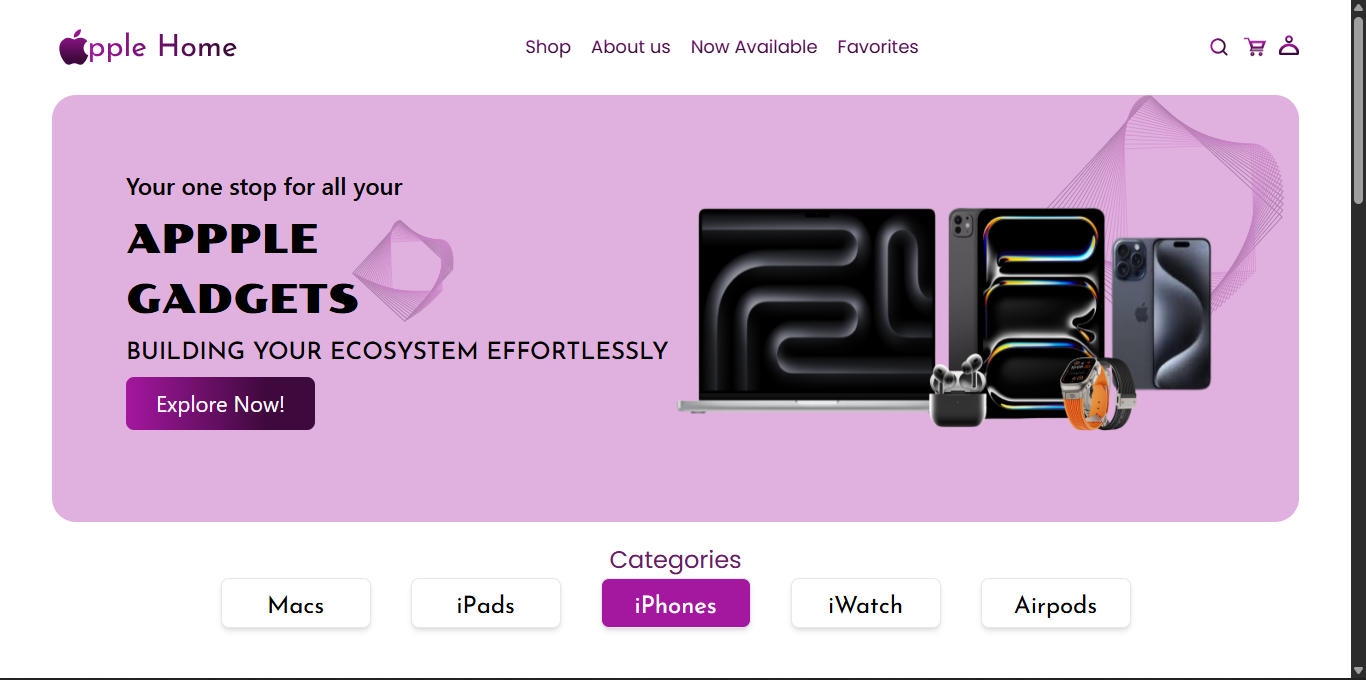 pple Home
Shop About us Now Available Favorites
Your one stop for all your
APPPLE
GADGETS
BUILDING YOUR ECOSYSTEM EFFORTLESSLY
Explore Now!
Categories
Macs iPads iPhones iWatch Airpods